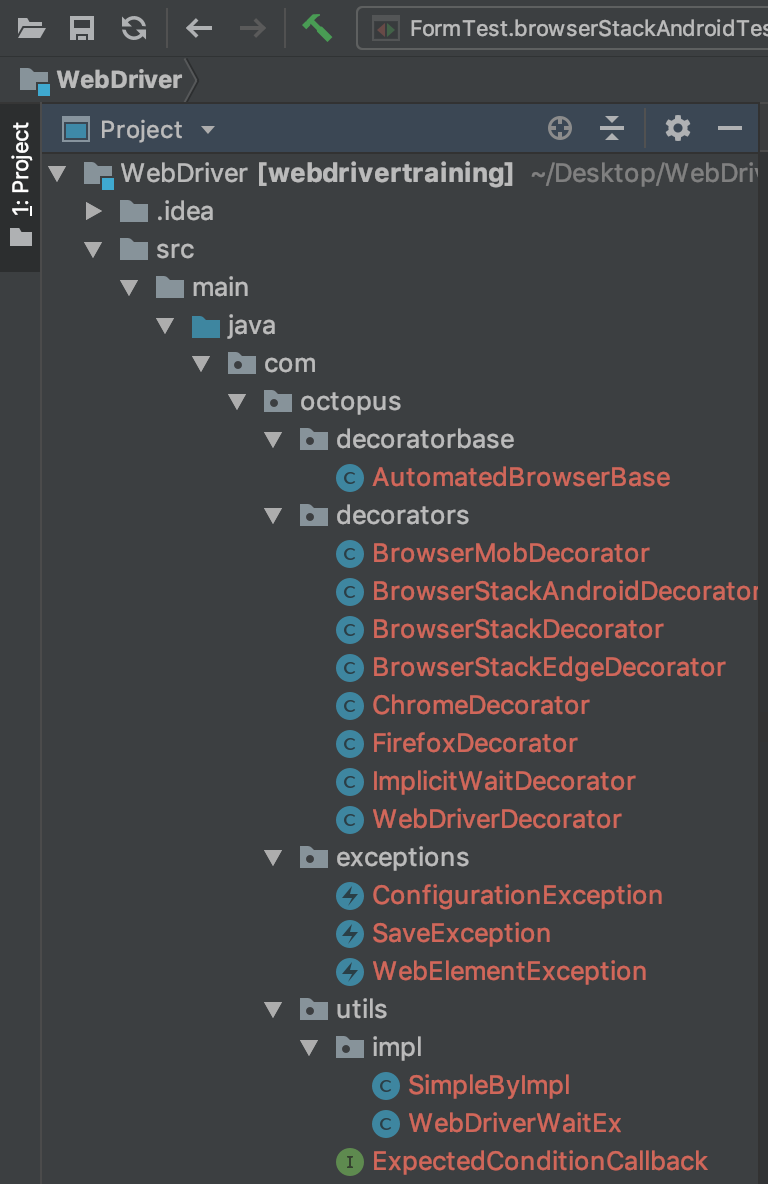 FormTest.browserStackAndroidTes
WebDriver
1: Project
Project
WebDriver [webdrivertraining] ~/Desktop/WebDri
.idea
src
main
java
com
octopus
decoratorbase
C AutomatedBrowserBase
decorators
C BrowserMobDecorator
C BrowserStackAndroidDecorator
C BrowserStackDecorator
C BrowserStackEdgeDecorator
C ChromeDecorator
C FirefoxDecorator
C ImplicitWaitDecorator
C WebDriverDecorator
exceptions
ConfigurationException
SaveException
WebElementException
utils
impl
C SimpleByImpl
C WebDriverWaitEx
I ExpectedConditionCallback